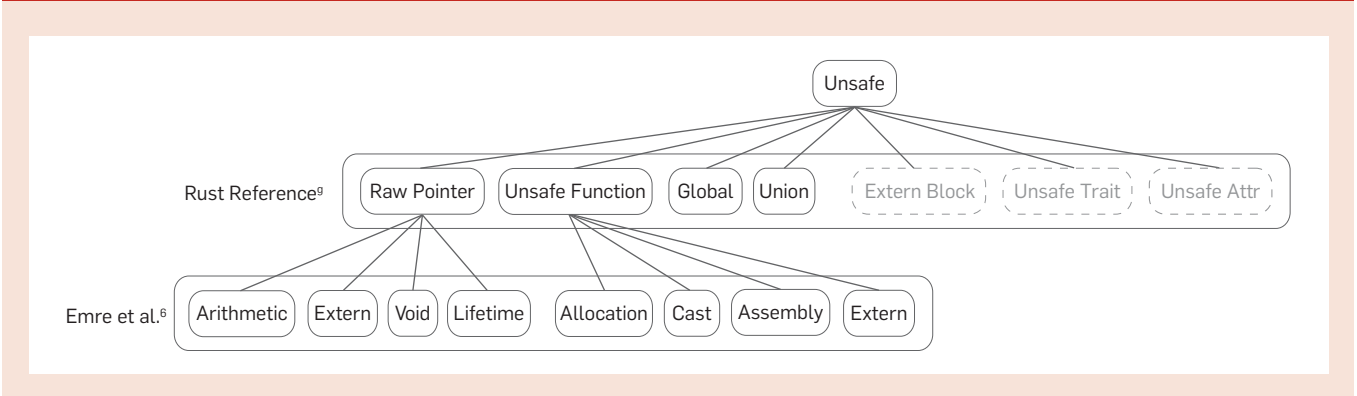 Unsafe
Rust Referenceᵍ Raw Pointer Unsafe Function Global Union Extern Block Unsafe Trait Unsafe Attr
Emre et al.⁶ Arithmetic Extern Void Lifetime Allocation Cast Assembly Extern